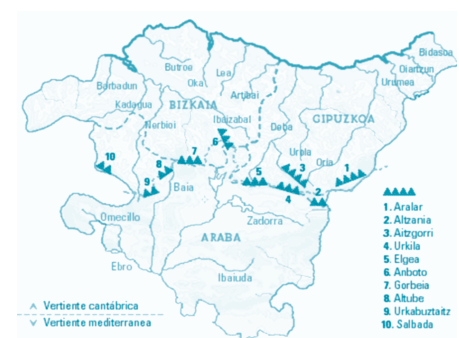 Bidasoa
Oiartzun
Urumea
Butroe
Lea
Oka
Artibai
Barbadun
Kadagua
BIZKAIA
Ibaizabal
Nerbioi
Deba
GIPUZKOA
Urola
Oria
10
7
6
8
3
1
5
9
Baia
4
2
Omecillo
Zadorra
ARABA
Ebro
Ibaiuda
1. Aralar
2. Altzania
3. Aitzgorri
4. Urkila
5. Elgea
6. Anboto
7. Gorbeia
8. Altube
9. Urkabuztaitz
10. Salbada
Vertiente cantábrica
Vertiente mediterranea